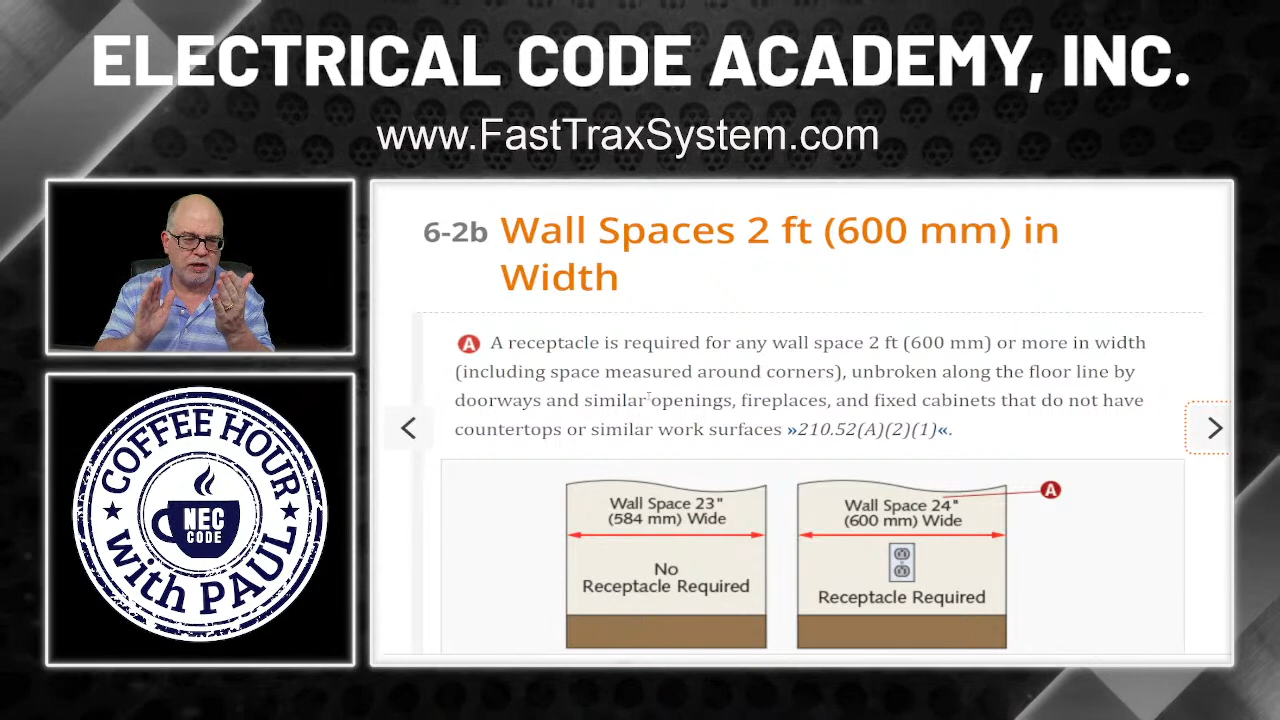 ELECTRICAL CODE ACADEMY, INC.
www.FastTraxSystem.com
6-2b Wall Spaces 2 ft (600 mm) in
Width
A A receptacle is required for any wall space 2 ft (600 mm) or more in width
(including space measured around corners), unbroken along the floor line by
doorways and similar openings, fireplaces, and fixed cabinets that do not have
countertops or similar work surfaces »210.52(A)(2)(1)«.
Wall Space 23"
(584 mm) Wide
No
Receptacle Required
Wall Space 24"
(600 mm) Wide
A
Receptacle Required
COFFEE HOUR
NEC
CODE
with PAUL